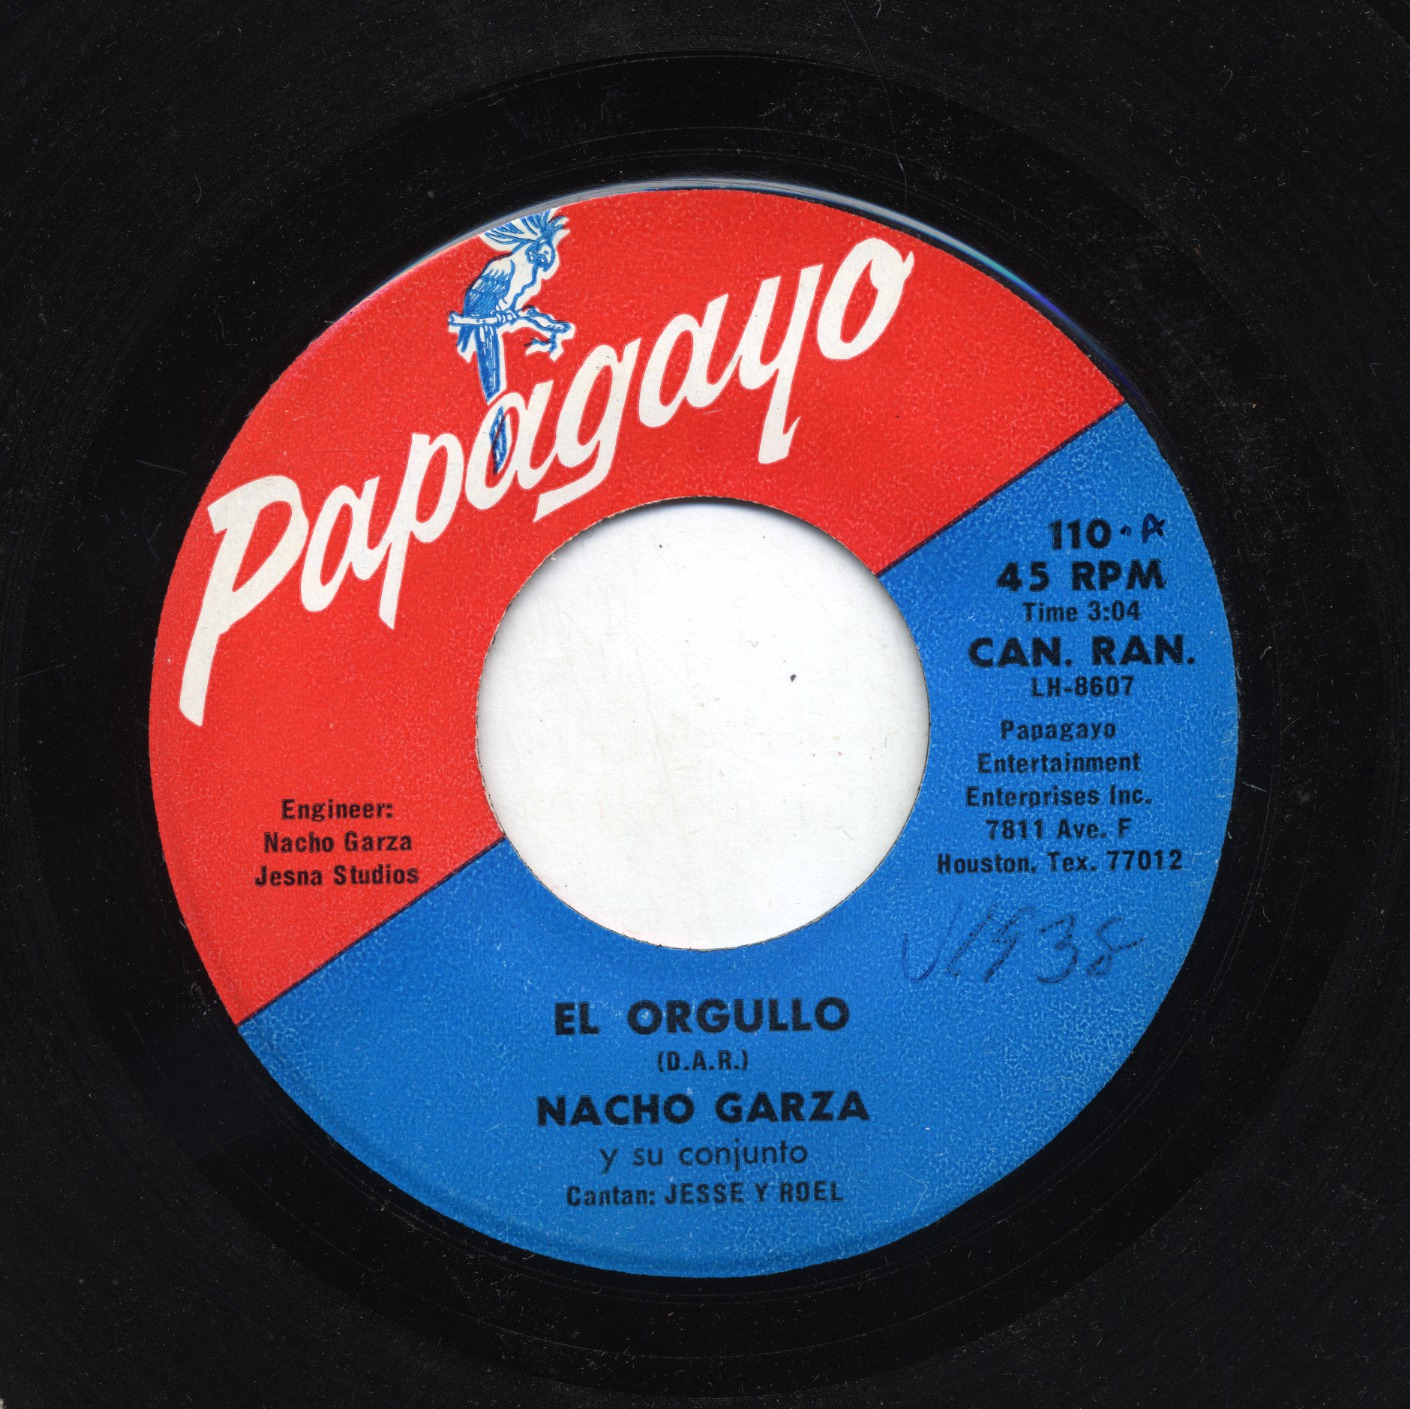 Papagayo
110-A
45 RPM
Time 3:04
CAN. RAN.
LH-8607
Papagayo
Entertainment
Enterprises Inc.
7811 Ave. F
Houston, Tex. 77012
Engineer:
Nacho Garza
Jesna Studios
EL ORGULLO
(D.A.R.)
NACHO GARZA
y su conjunto
Cantan: JESSE Y ROEL